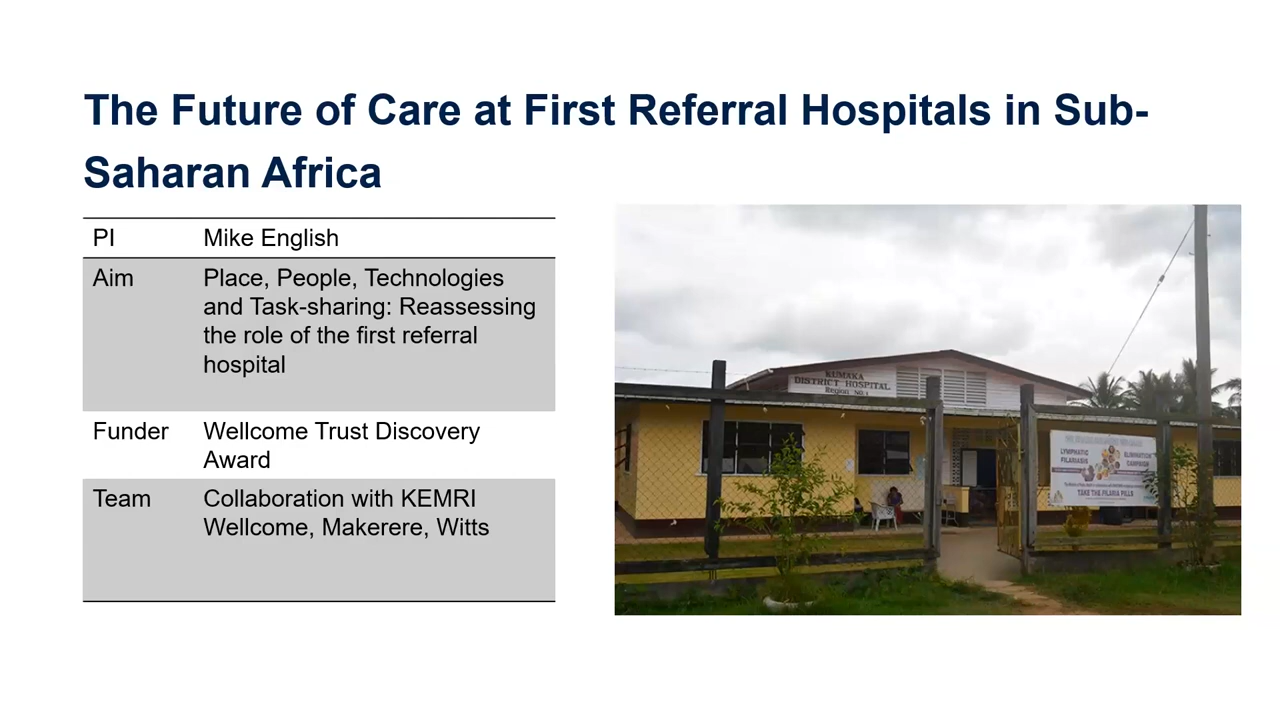 The Future of Care at First Referral Hospitals in Sub-
Saharan Africa
PI Mike English
Aim Place, People, Technologies
and Task-sharing: Reassessing
the role of the first referral
hospital
Funder Wellcome Trust Discovery
Award
Team Collaboration with KEMRI
Wellcome, Makerere, Witts
KUMAKA
DISTRICT HOSPITAL
Region No. 1
LYMPHATIC
FILARIASIS
ELIMINATION
CAMPAIGN
TAKE THE FILARIA PILLS